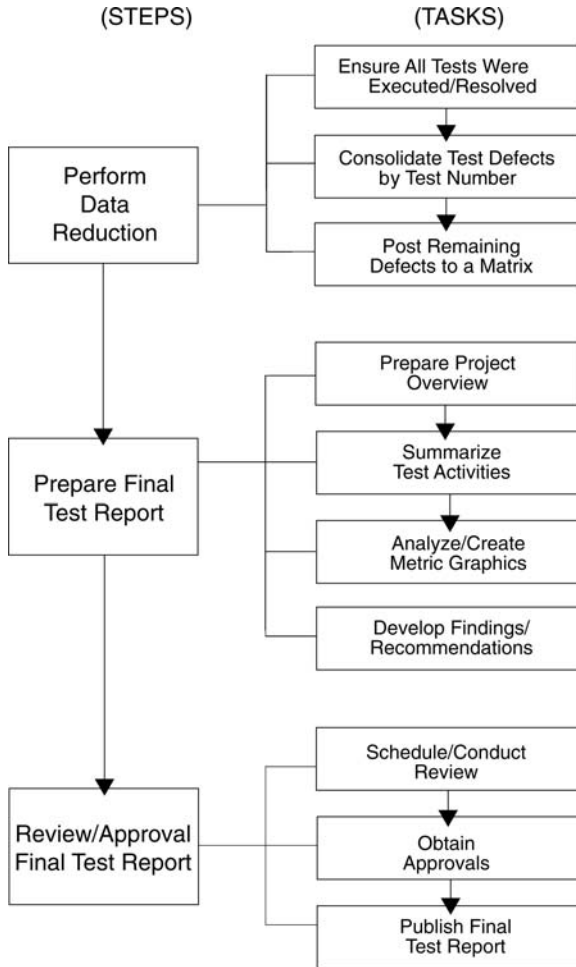 (STEPS)
(TASKS)
Perform
Data
Reduction
Ensure All Tests Were
Executed/Resolved
Consolidate Test Defects
by Test Number
Post Remaining
Defects to a Matrix
Prepare Final
Test Report
Prepare Project
Overview
Summarize
Test Activities
Analyze/Create
Metric Graphics
Develop Findings/
Recommendations
Review/Approval
Final Test Report
Schedule/Conduct
Review
Obtain
Approvals
Publish Final
Test Report